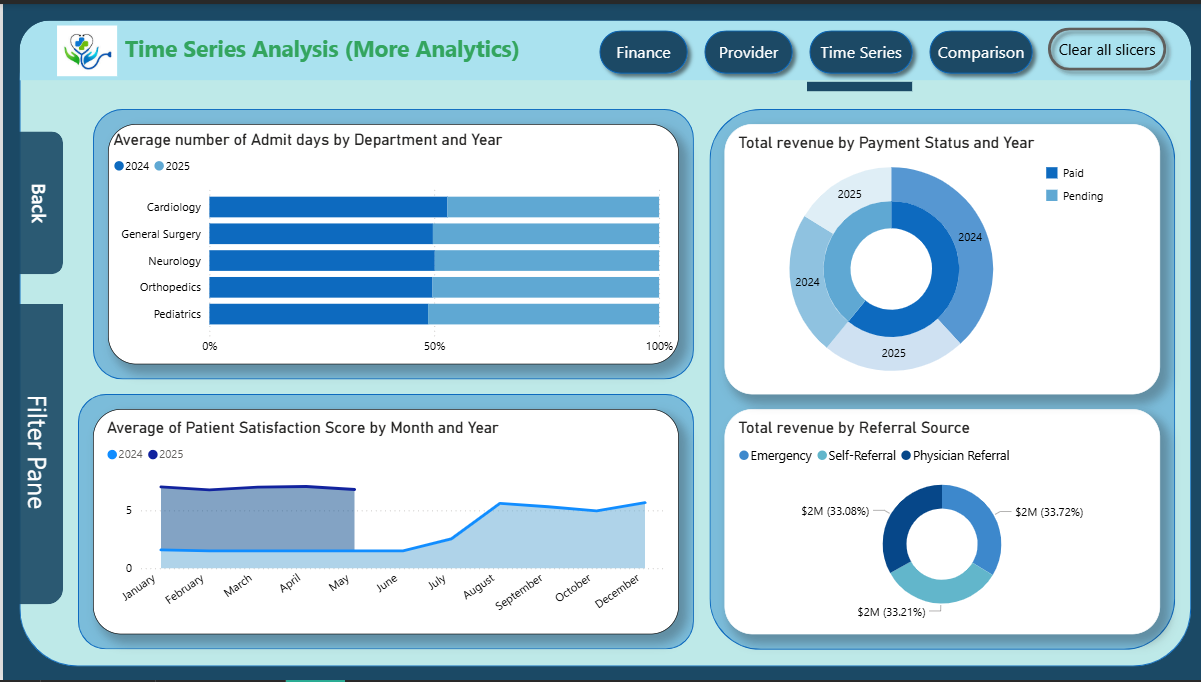 Time Series Analysis (More Analytics)
Finance
Provider
Time Series
Comparison
Clear all slicers
Back
Filter Pane
Average number of Admit days by Department and Year
2024 2025
Cardiology
General Surgery
Neurology
Orthopedics
Pediatrics
0% 50% 100%
Total revenue by Payment Status and Year
Paid
Pending
2025
2024
2024
2025
Average of Patient Satisfaction Score by Month and Year
2024 2025
5
0
January February March April May June July August September October November December
Total revenue by Referral Source
Emergency Self-Referral Physician Referral
$2M (33.08%)
$2M (33.72%)
$2M (33.21%)